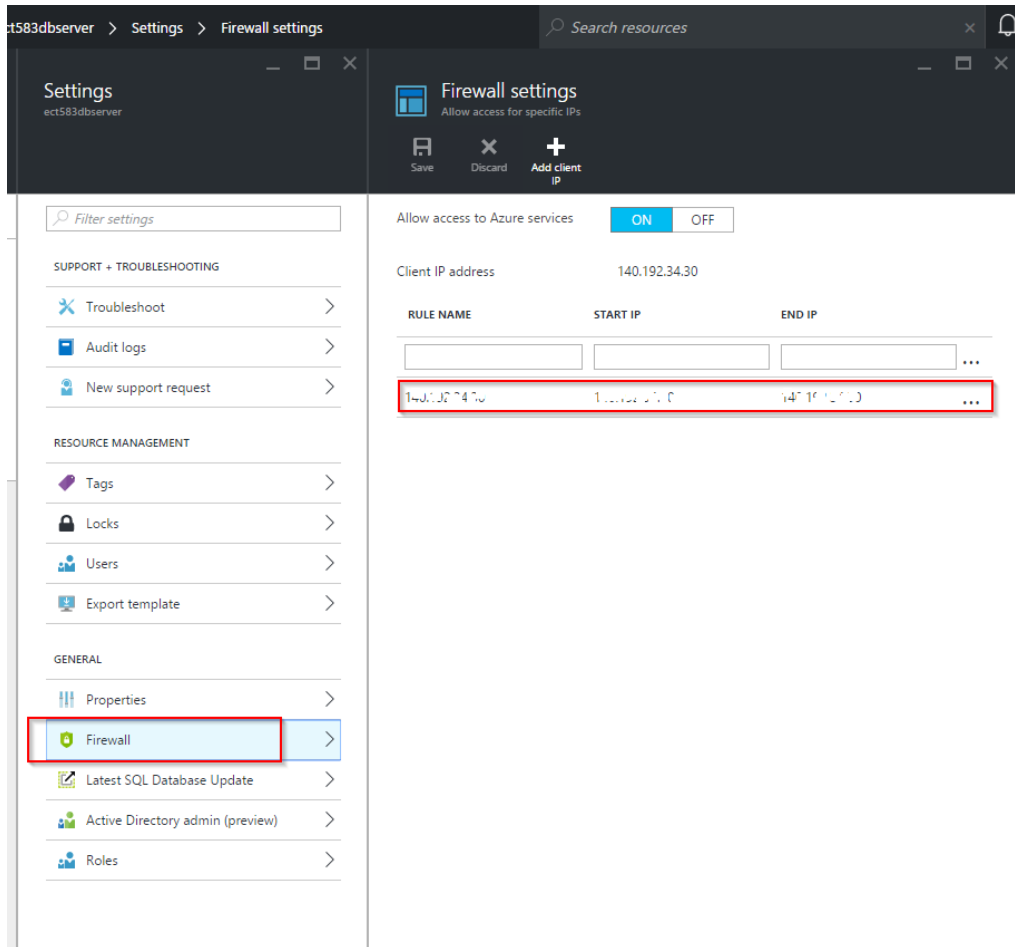 ct583dbserver > Settings > Firewall settings
Search resources
Settings
ect583dbserver
Firewall settings
Allow access for specific IPs
Save
Discard
Add client
IP
Filter settings
SUPPORT + TROUBLESHOOTING
Troubleshoot
Audit logs
New support request
RESOURCE MANAGEMENT
Tags
Locks
Users
Export template
GENERAL
Properties
Firewall
Latest SQL Database Update
Active Directory admin (preview)
Roles
Allow access to Azure services ON OFF
Client IP address 140.192.34.30
RULE NAME START IP END IP
...
...